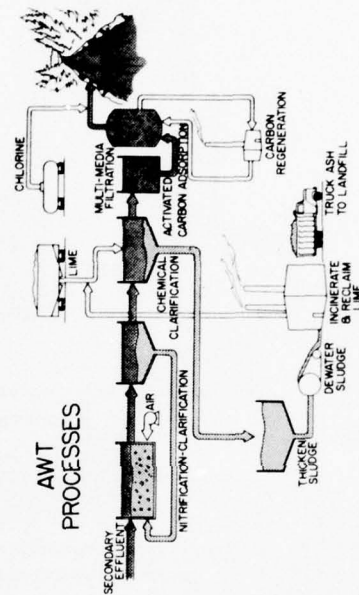 AWT
PROCESSES
SECONDARY
EFFLUENT
AIR
NITRIFICATION-CLARIFICATION
LIME
CHEMICAL
CLARIFICATION
CHLORINE
MULTI-MEDIA
FILTRATION
ACTIVATED
CARBON ADSORPTION
CARBON
REGENERATION
THICKEN
SLUDGE
DEWATER
SLUDGE
INCINERATE
& RECLAIM
LIME
TRUCK ASH
TO LANDFILL